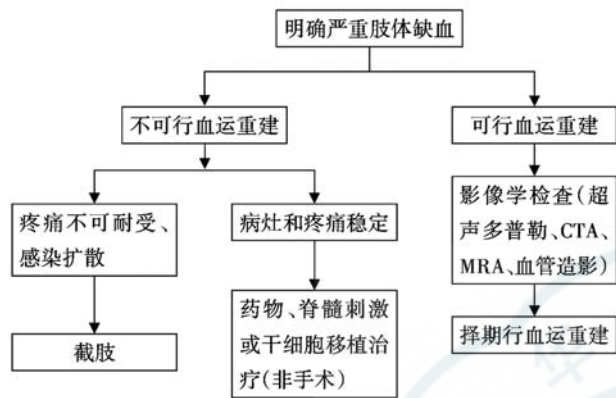 明确严重肢体缺血
不可行血运重建
可行血运重建
疼痛不可耐受、
感染扩散
病灶和疼痛稳定
影像学检查(超
声多普勒、CTA、
MRA、血管造影)
截肢
药物、脊髓刺激
或干细胞移植治
疗(非手术)
择期行血运重建